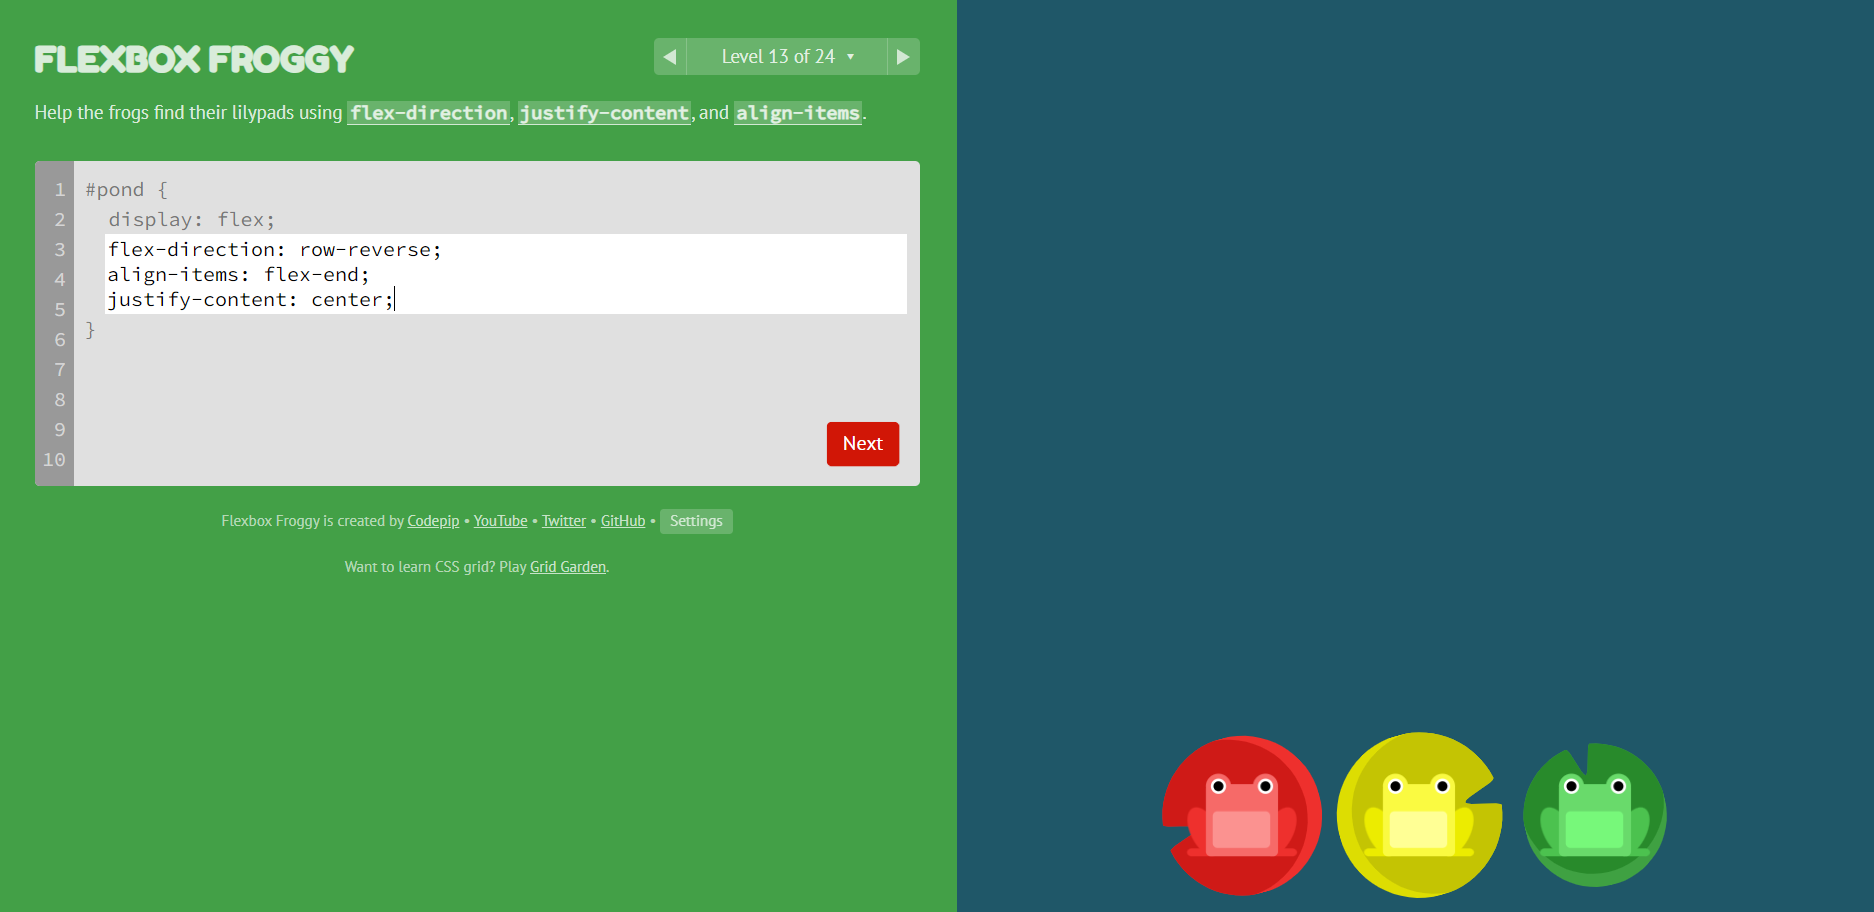 FLEXBOX FROGGY
Level 13 of 24
Help the frogs find their lilypads using flex-direction, justify-content, and align-items.
1 #pond {
2 display: flex;
3 flex-direction: row-reverse;
4 align-items: flex-end;
5 justify-content: center;
6 }
7
8
9
10
Next
Flexbox Froggy is created by Codepip • YouTube • Twitter • GitHub • Settings
Want to learn CSS grid? Play Grid Garden.